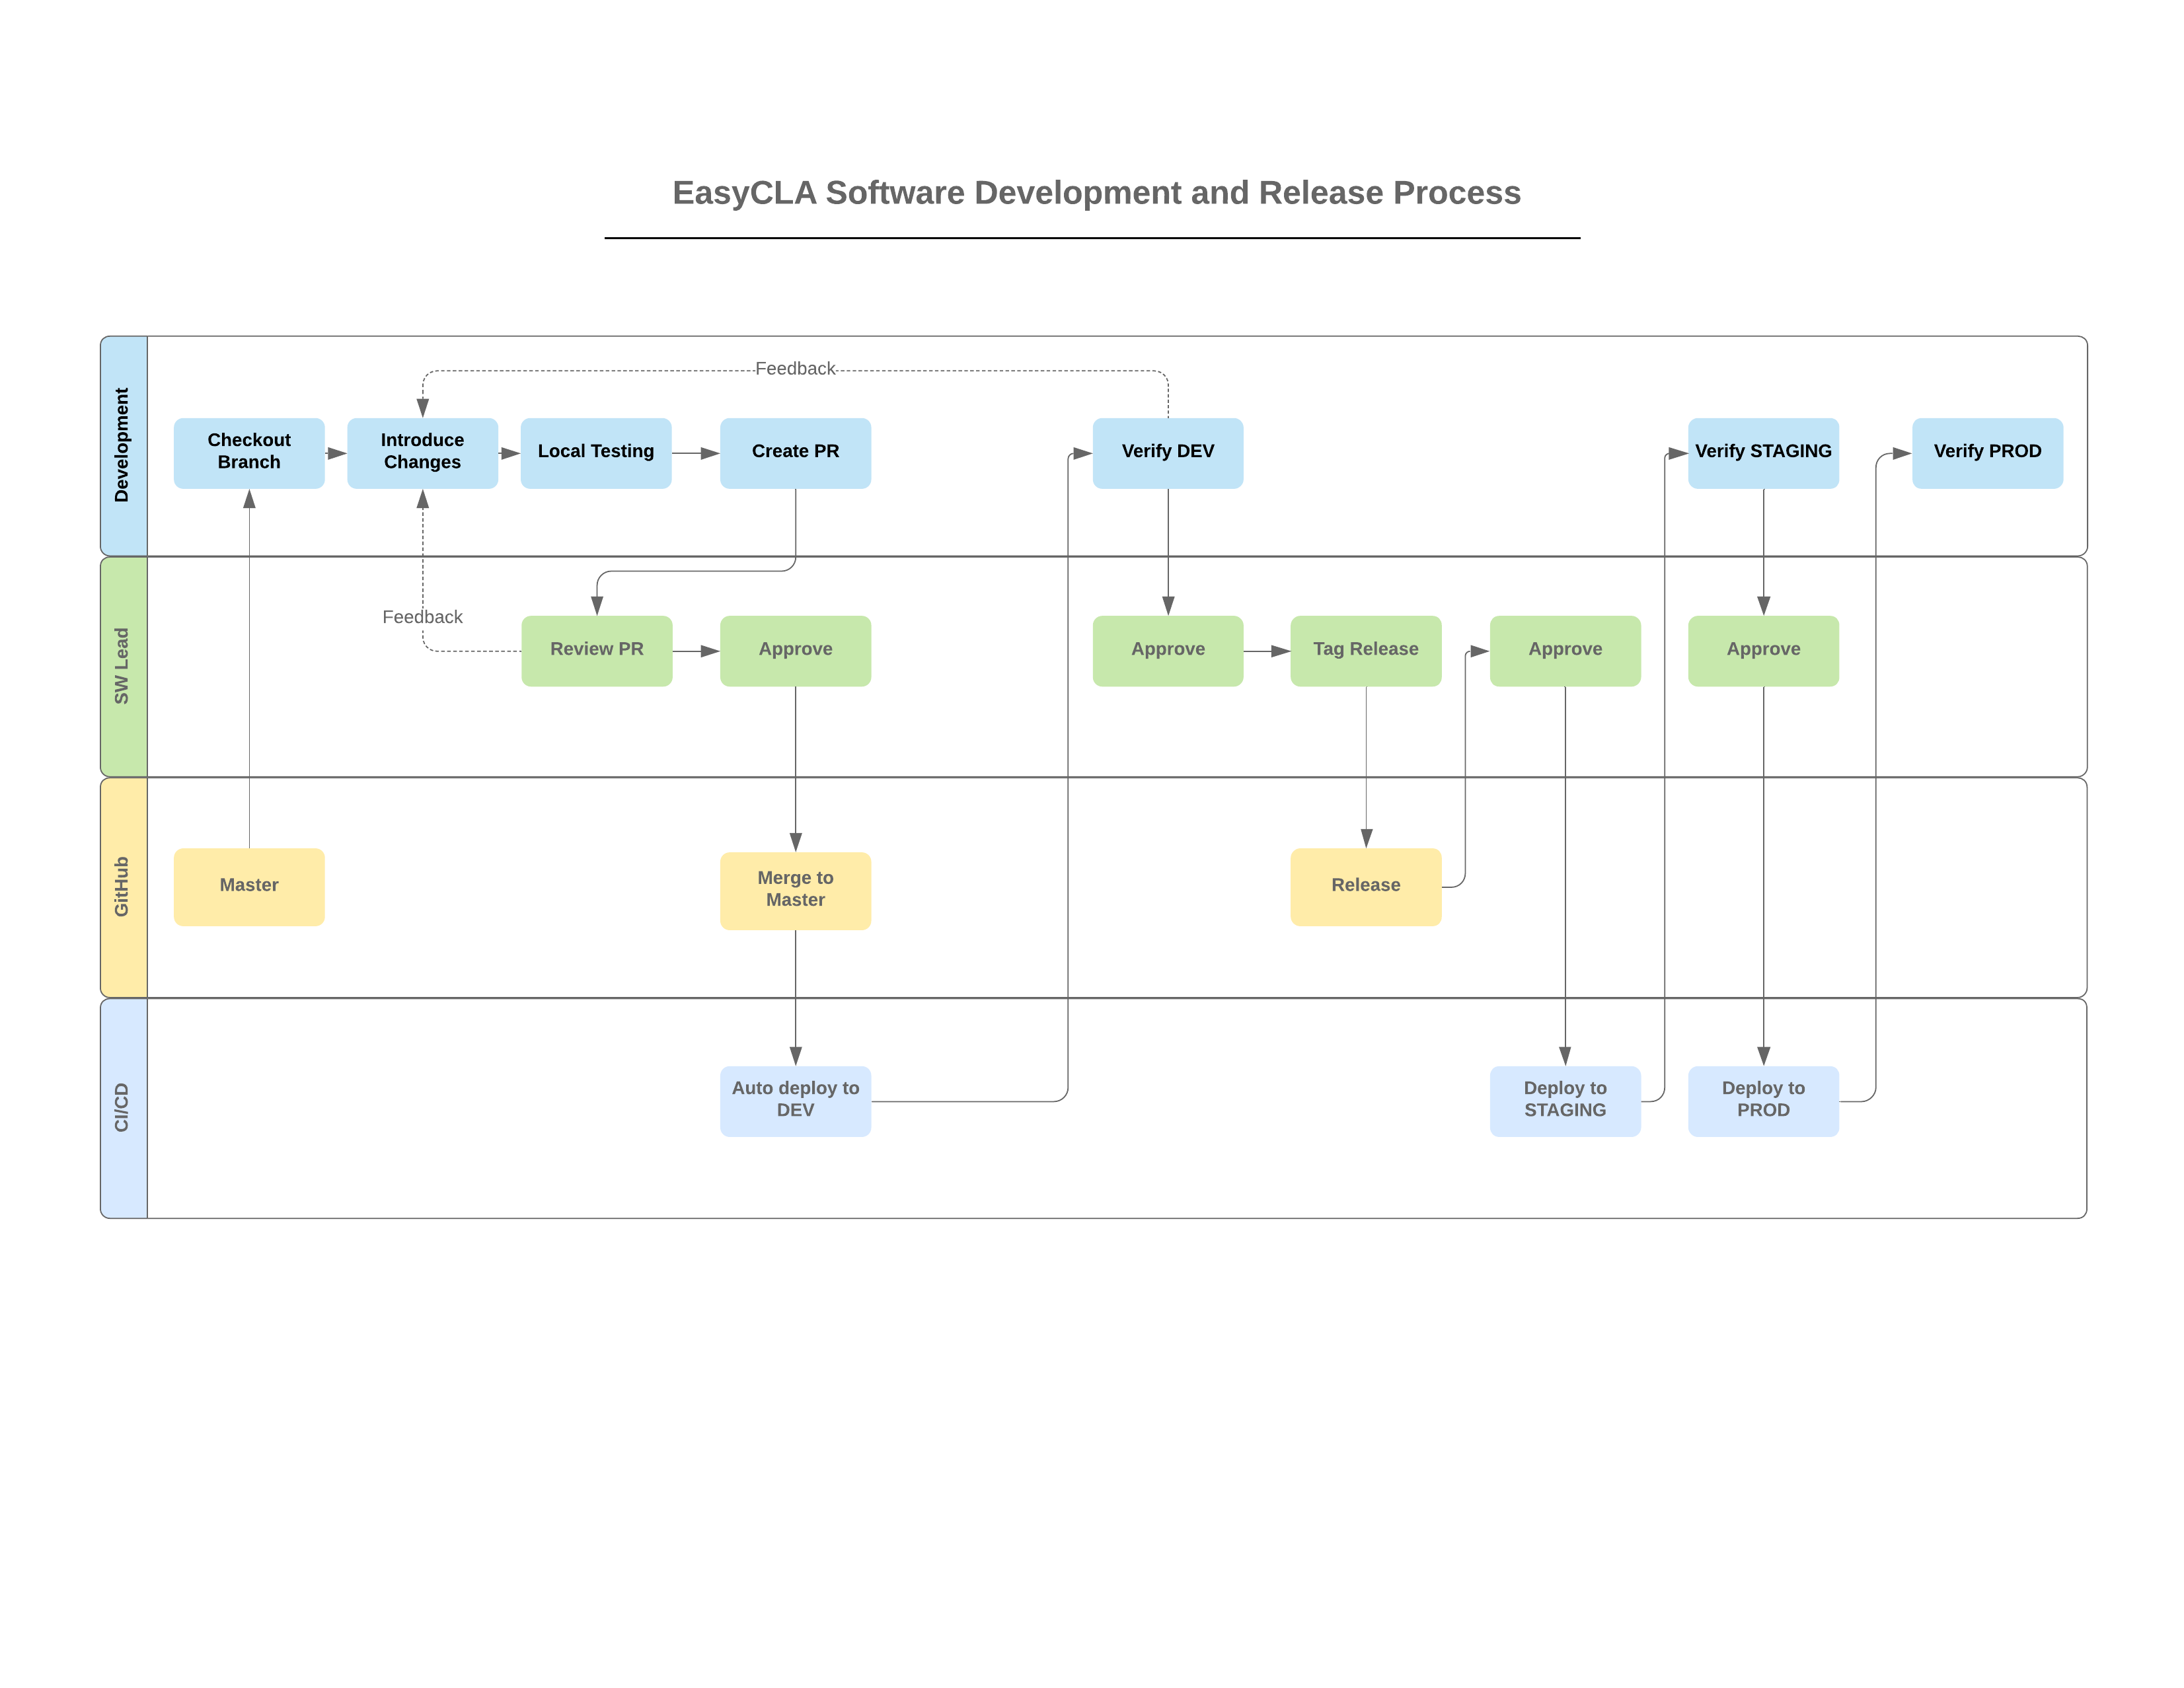 EasyCLA Software Development and Release Process
Development
Feedback
Checkout
Branch
Introduce
Changes
Local Testing
Create PR
Verify DEV
Verify STAGING
Verify PROD
SW Lead
Feedback
Review PR
Approve
Approve
Tag Release
Approve
Approve
GitHub
Master
Merge to
Master
Release
CI/CD
Auto deploy to
DEV
Deploy to
STAGING
Deploy to
PROD